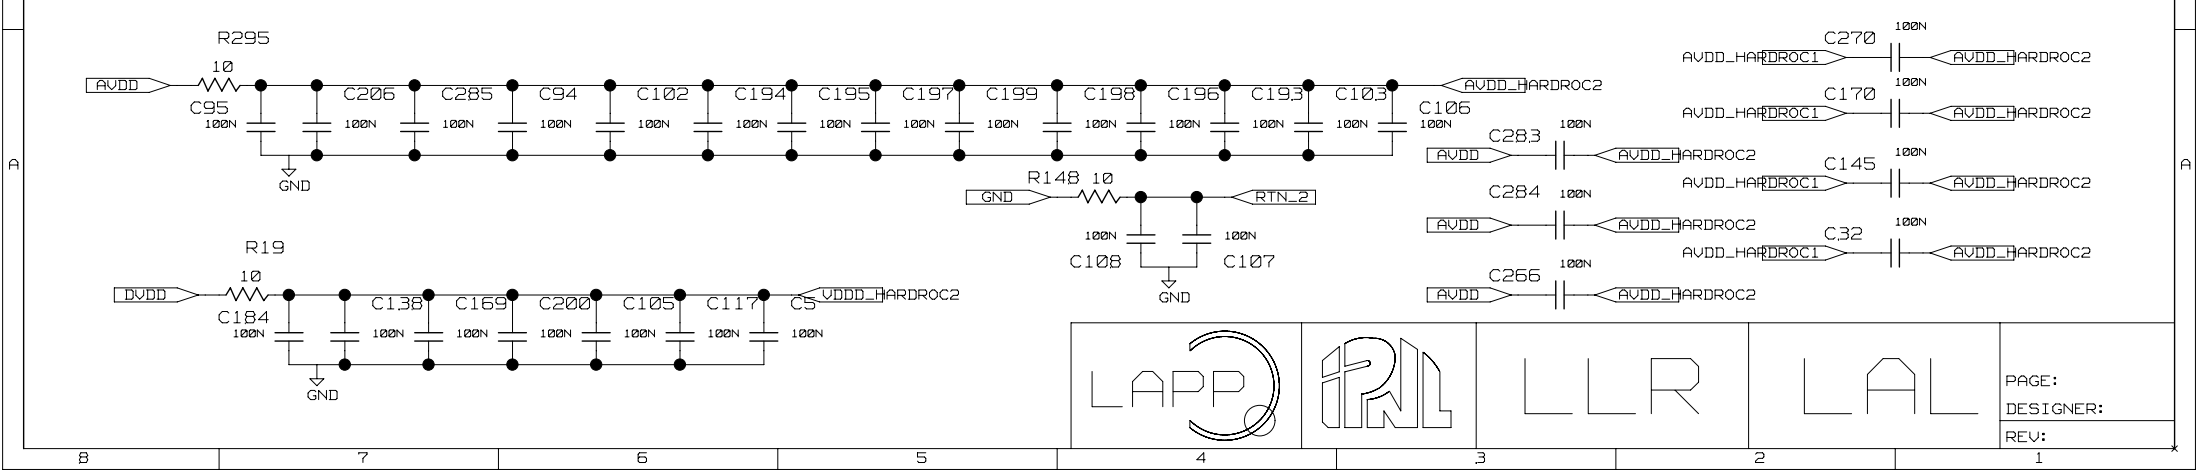 R295
10
AVDD
C95
100N
C206
100N
C285
100N
C94
100N
C102
100N
C194
100N
C195
100N
C197
100N
C199
100N
C198
100N
C196
100N
C193
100N
C103
100N
C106
100N
AVDD_HARDROC2
GND
R148 10
GND
RTN_2
100N
C108
100N
C107
GND
R19
10
DVDD
C184
100N
C138
100N
C169
100N
C200
100N
C105
100N
C117
100N
C5
100N
VDDD_HARDROC2
GND
C283
100N
AVDD
AVDD_HARDROC2
C284
100N
AVDD
AVDD_HARDROC2
C266
100N
AVDD
AVDD_HARDROC2
C270
100N
AVDD_HARDROC1
AVDD_HARDROC2
C170
100N
AVDD_HARDROC1
AVDD_HARDROC2
C145
100N
AVDD_HARDROC1
AVDD_HARDROC2
C32
100N
AVDD_HARDROC1
AVDD_HARDROC2
A
A
LAPP
IPNL
LLR
LAL
PAGE:
DESIGNER:
REV:
8 7 6 5 4 3 2 1